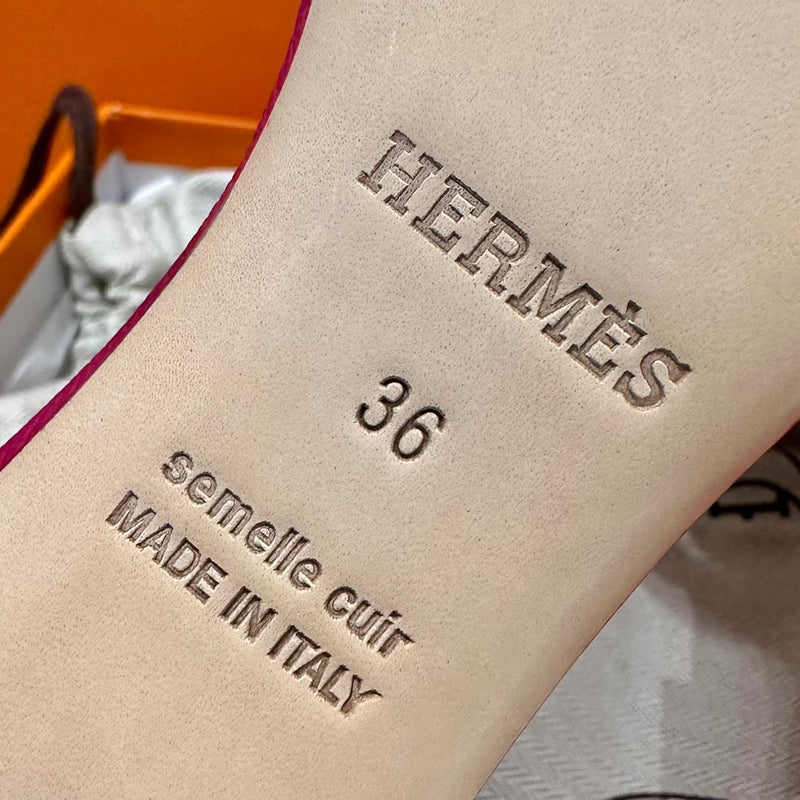 HERMÈS
36
semelle cuir
MADE IN ITALY